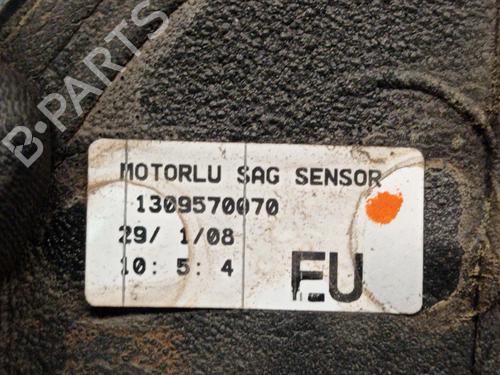 B-PARTS
MOTORLU SAG SENSOR
1309570070
29/ 1/08
10: 5: 4
EU